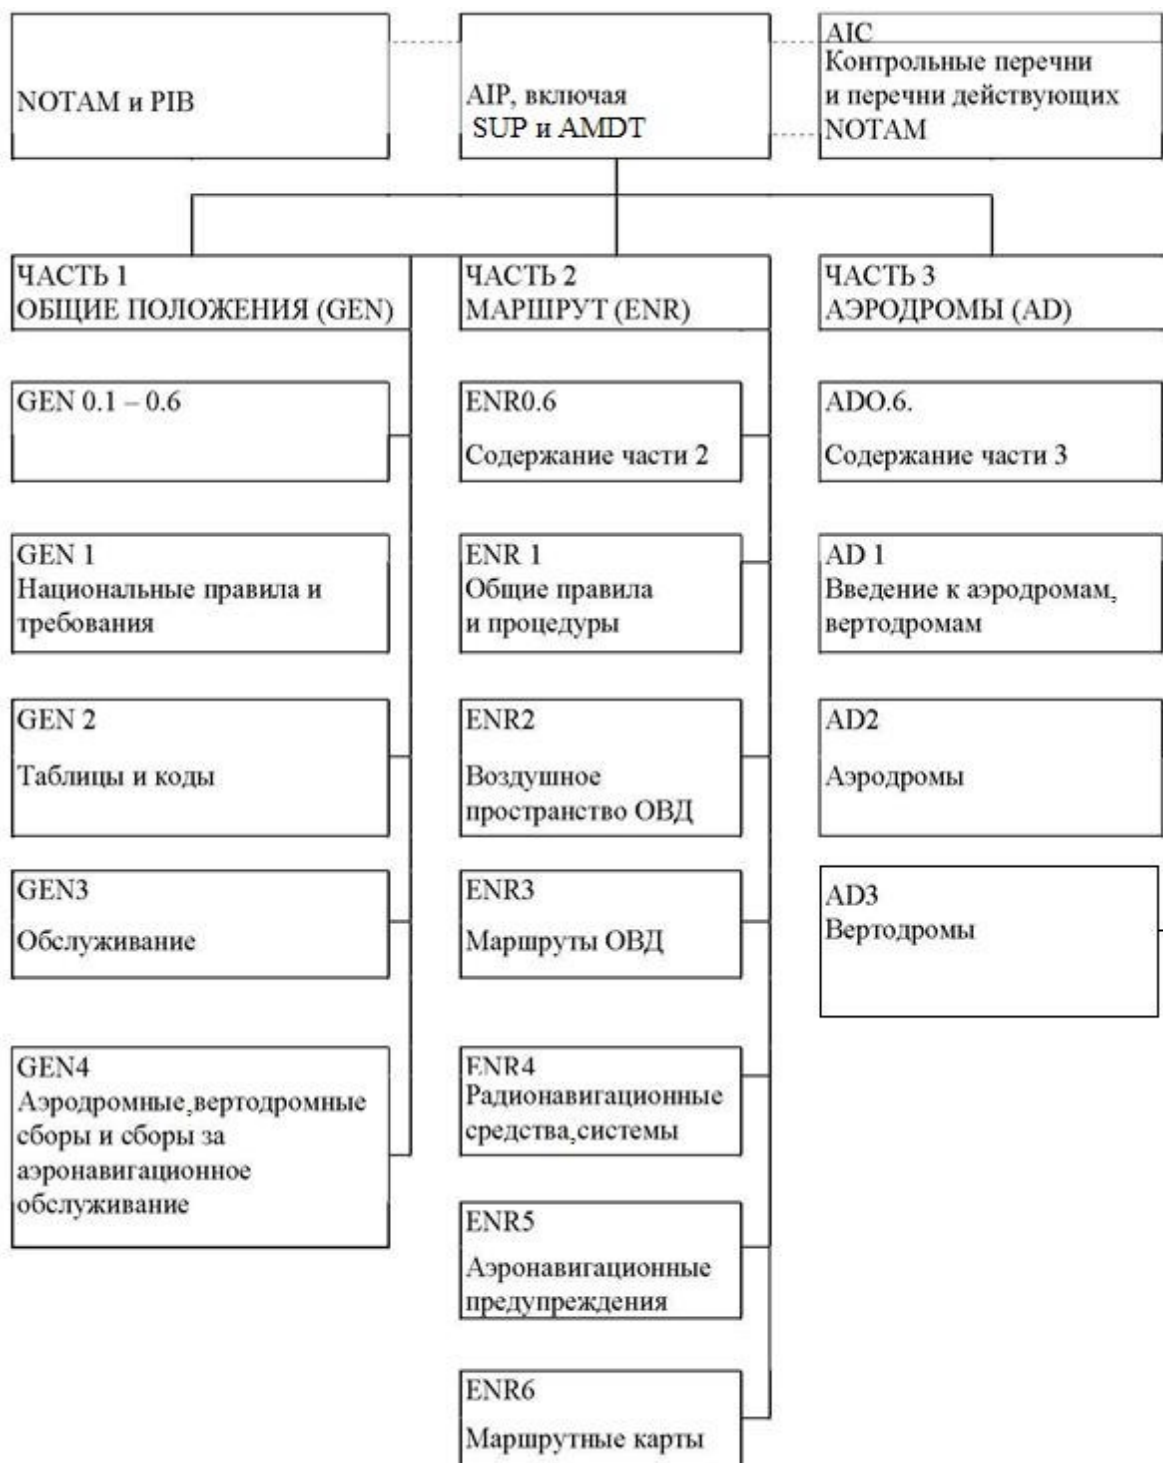 NOTAM и PIB
AIP, включая
SUP и AMDT
AIC
Контрольные перечни
и перечни действующих
NOTAM
ЧАСТЬ 1
ОБЩИЕ ПОЛОЖЕНИЯ (GEN)
GEN 0.1 – 0.6
GEN 1
Национальные правила и
требования
GEN 2
Таблицы и коды
GEN3
Обслуживание
GEN4
Аэродромные,вертодромные
сборы и сборы за
аэронавигационное
обслуживание
ЧАСТЬ 2
МАРШРУТ (ENR)
ENR0.6
Содержание части 2
ENR 1
Общие правила
и процедуры
ENR2
Воздушное
пространство ОВД
ENR3
Маршруты ОВД
ENR4
Радионавигационные
средства,системы
ENR5
Аэронавигационные
предупреждения
ENR6
Маршрутные карты
ЧАСТЬ 3
АЭРОДРОМЫ (AD)
ADO.6.
Содержание части 3
AD 1
Введение к аэродромам,
вертодромам
AD2
Аэродромы
AD3
Вертодромы